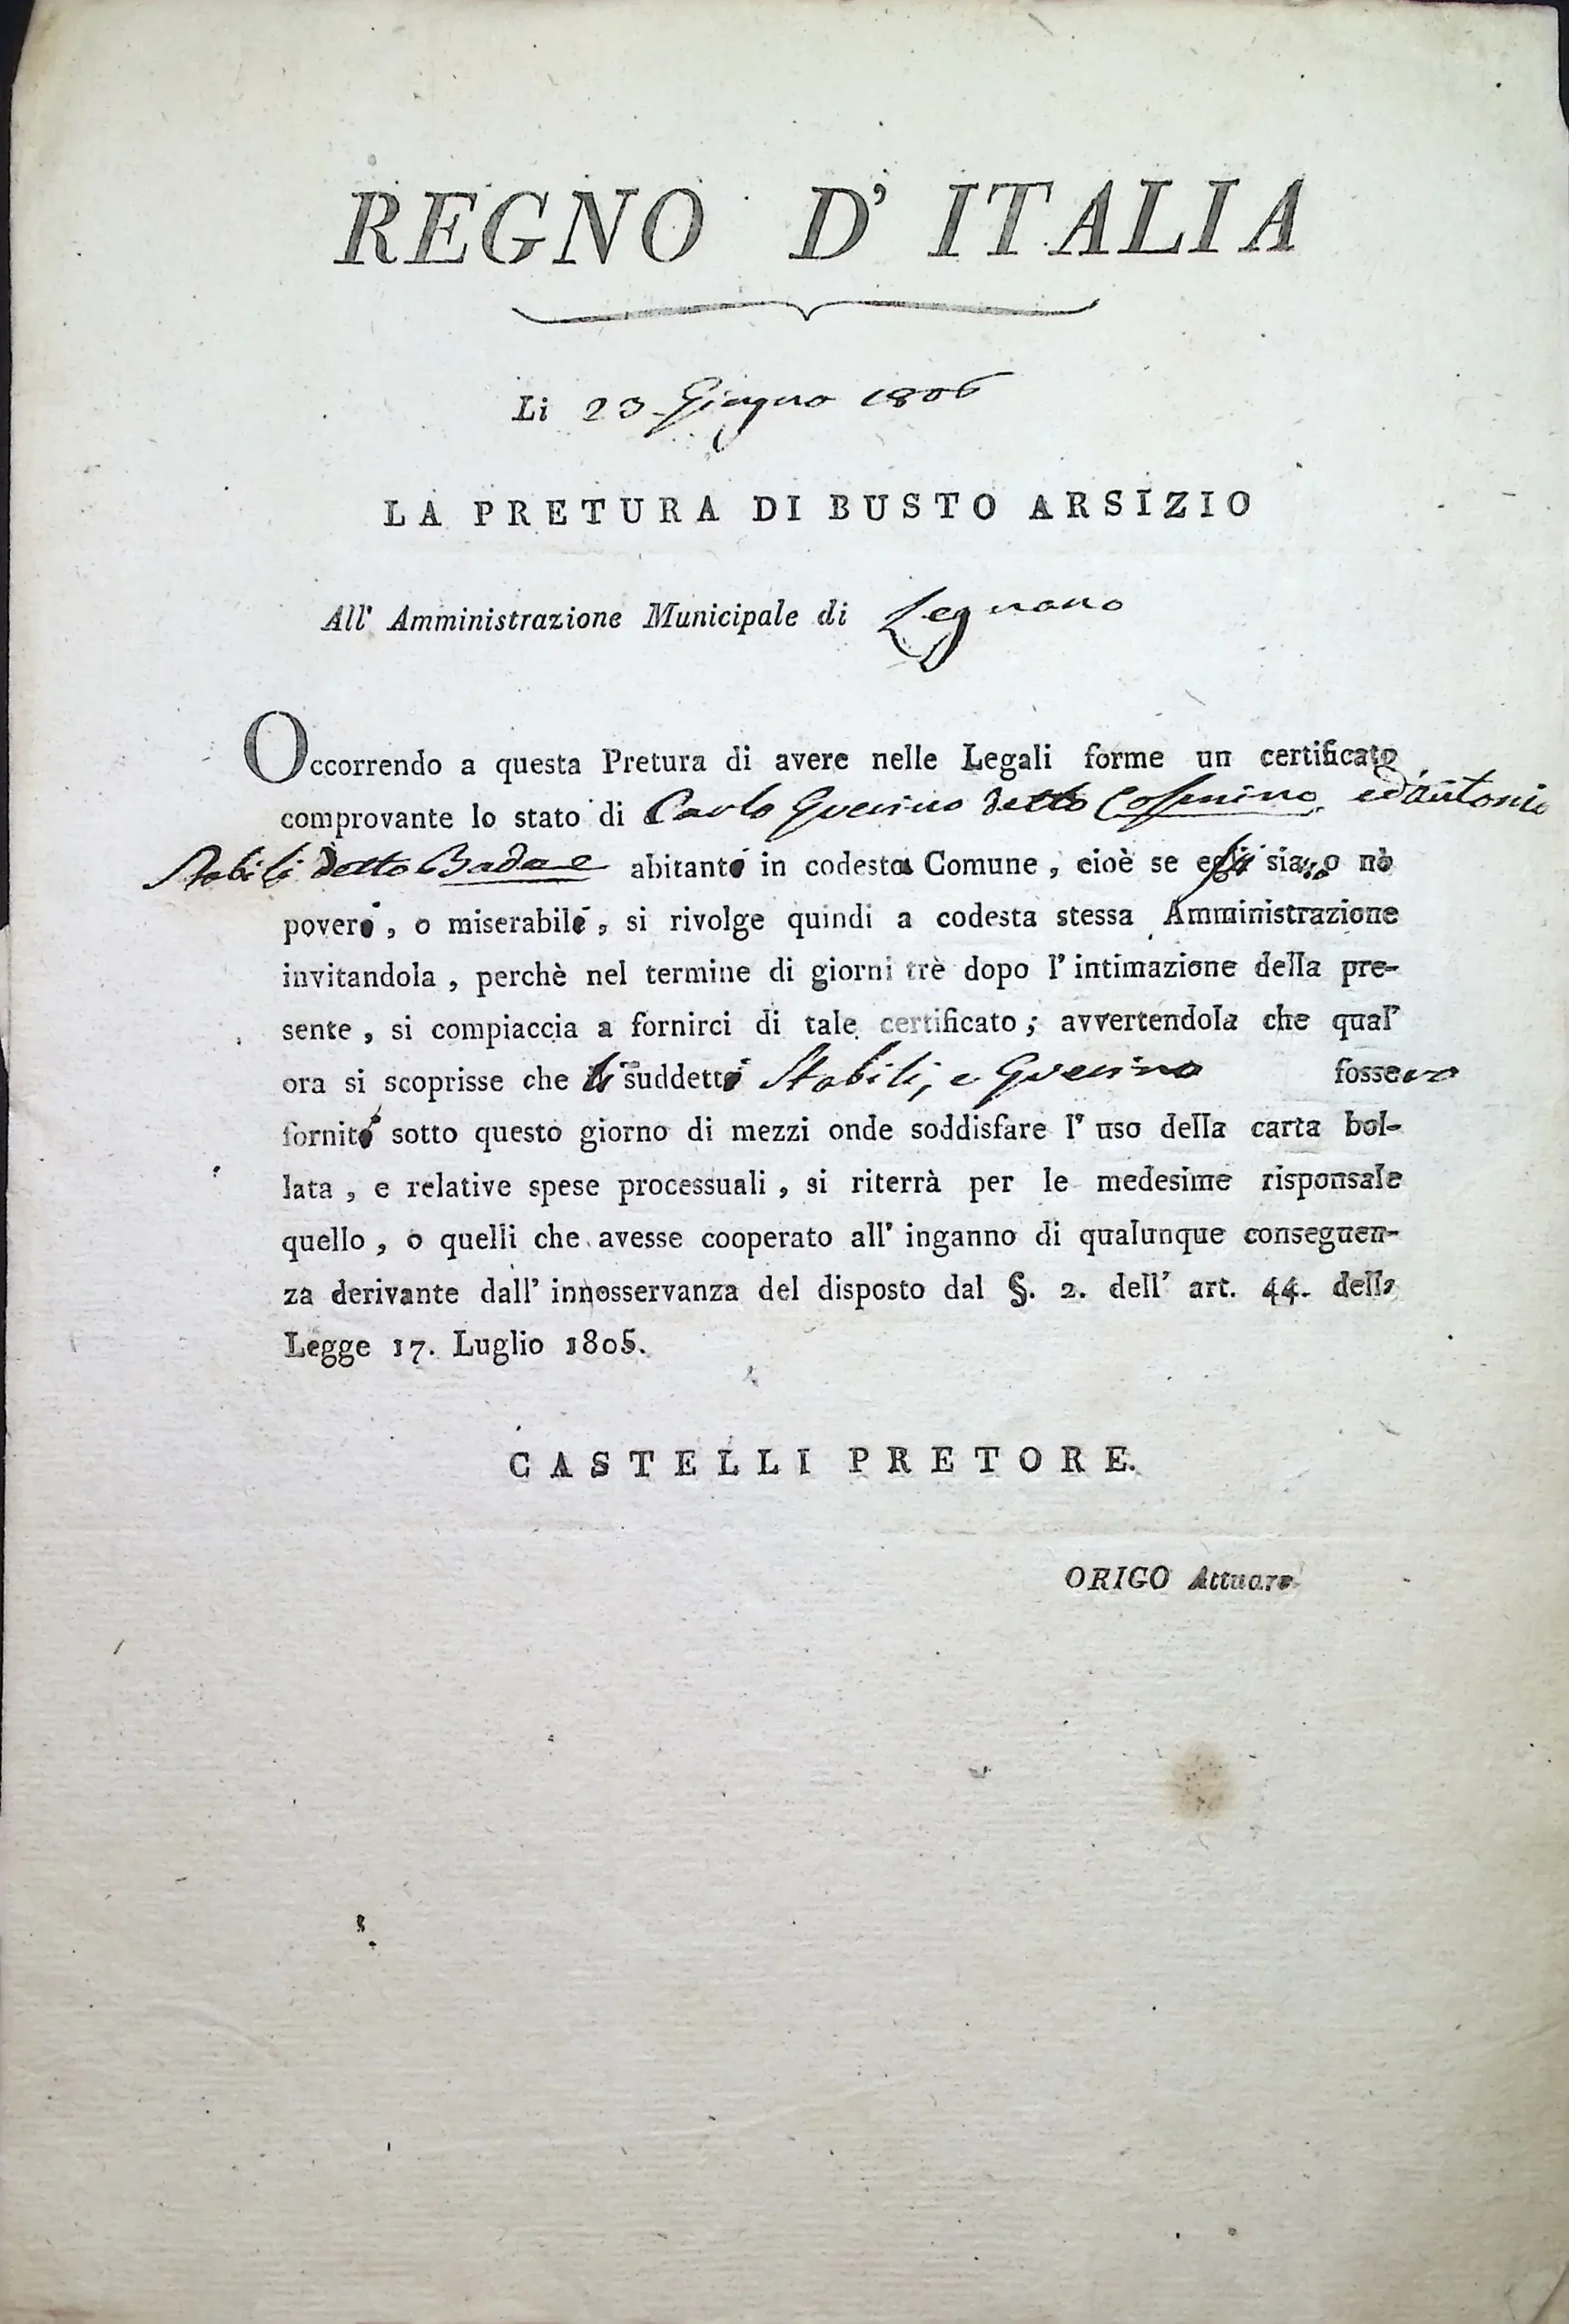 REGNO D' ITALIA
Li 23 Giugno 1806
LA PRETURA DI BUSTO ARSIZIO
All' Amministrazione Municipale di Legnano
Occorrendo a questa Pretura di avere nelle Legali forme un certificato
comprovante lo stato di Carlo Guerino detto ed Antonio
Stabili detto abitanti in codesta Comune, cioè se essi siano o nò
poveri, o miserabili, si rivolge quindi a codesta stessa Amministrazione
invitandola, perchè nel termine di giorni trè dopo l' intimazione della pre-
sente, si compiaccia a fornirci di tale certificato; avvertendola che qual'
ora si scoprisse che li suddetti Stabili, e Guerino fossero
forniti sotto questo giorno di mezzi onde soddisfare l' uso della carta bol-
lata, e relative spese processuali, si riterrà per le medesime risponsale
quello, o quelli che avesse cooperato all' inganno di qualunque conseguen-
za derivante dall' innosservanza del disposto dal §. 2. dell' art. 44. della
Legge 17. Luglio 1805.
CASTELLI PRETORE.
ORIGO Attuare